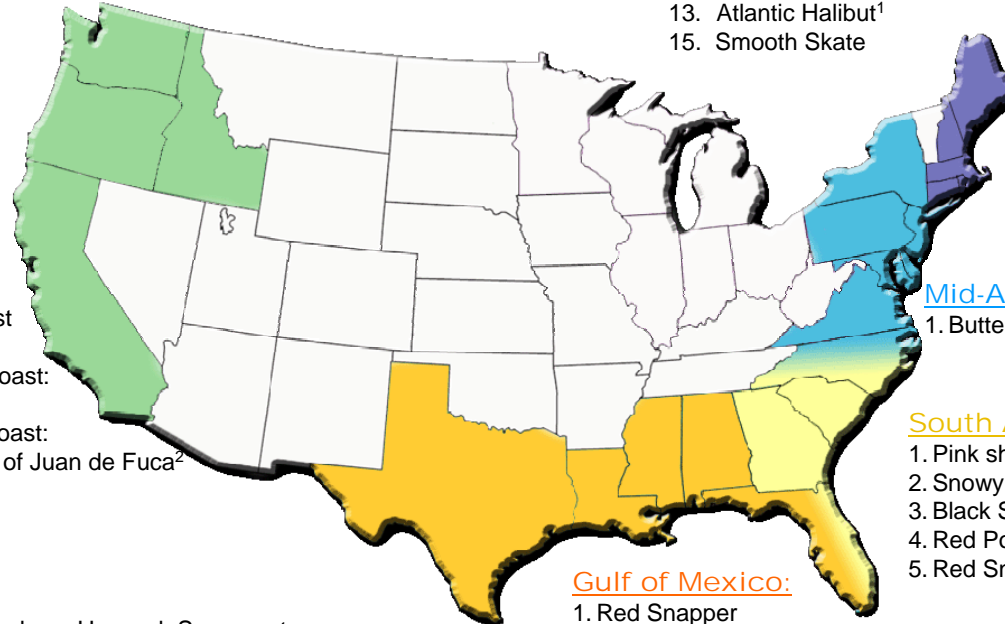 13. Atlantic Halibut1
15. Smooth Skate
Mid-A
1. Butte
st
oast:
oast:
of Juan de Fuca2
South A
1. Pink sh
2. Snowy
3. Black S
4. Red Po
5. Red Sn
Gulf of Mexico:
1. Red Snapper